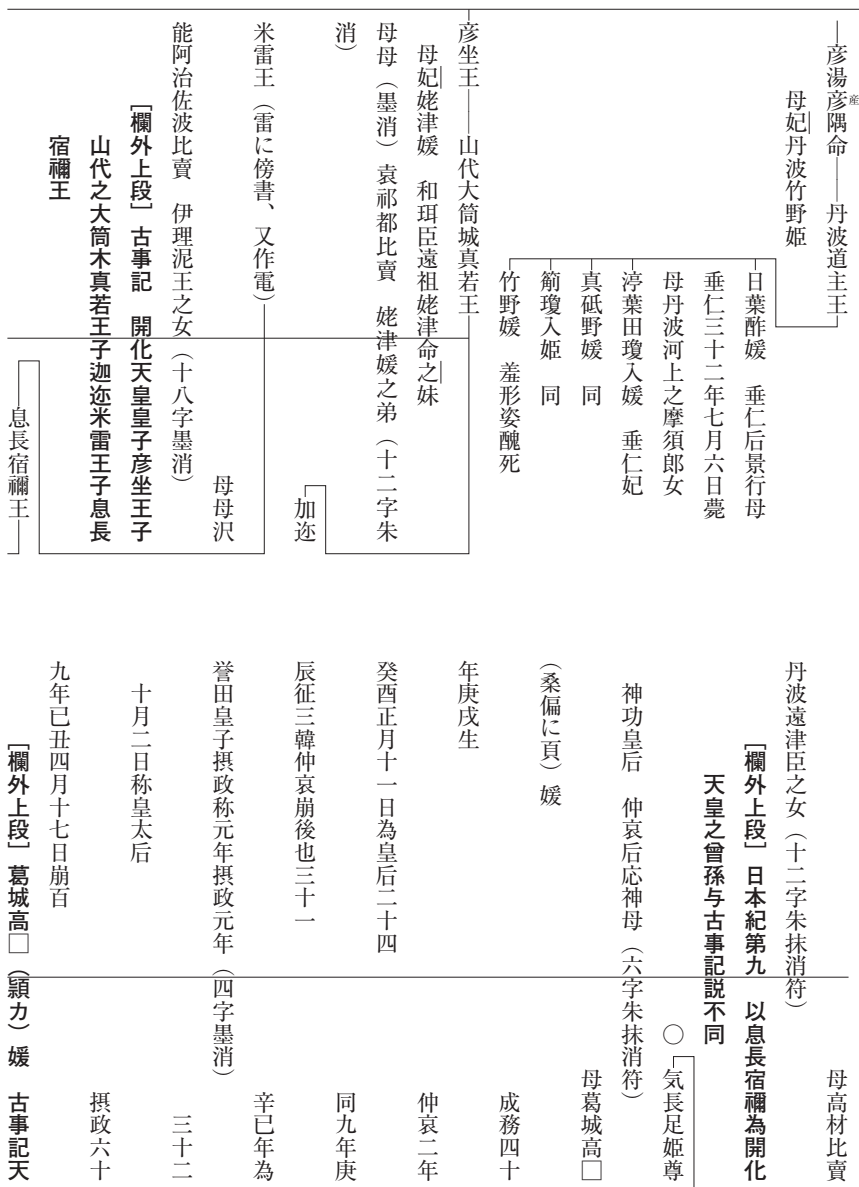 彦湯彦隅命――丹波道主王
産
母妃丹波竹野姫
日葉酢媛　垂仁后景行母
垂仁三十二年七月六日薨
母丹波河上之摩須郎女
渟葉田瓊入媛　垂仁妃
真砥野媛　同
箭瓊入姫　同
竹野媛　羞形姿醜死
彦坐王――山代大筒城真若王
母妃姥津媛　和珥臣遠祖姥津命之妹
母母（墨消）袁祁都比賣　姥津媛之弟（十二字朱
消）
加迩
米雷王（雷に傍書、又作電）
母母沢
能阿治佐波比賣　伊理泥王之女（十八字墨消）
［欄外上段］古事記　開化天皇皇子彦坐王子
山代之大筒木真若王子迦迩米雷王子息長
宿禰王
息長宿禰王
母高材比賣
丹波遠津臣之女（十二字朱抹消符）
［欄外上段］日本紀第九　以息長宿禰為開化
天皇之曾孫与古事記説不同
○気長足姫尊
神功皇后　仲哀后応神母（六字朱抹消符）
母葛城高□
（桑偏に頁）媛
成務四十
年庚戌生
仲哀二年
癸酉正月十一日為皇后二十四
同九年庚
辰征三韓仲哀崩後也三十一
辛巳年為
誉田皇子摂政称元年摂政元年（四字墨消）
三十二
十月二日称皇太后
摂政六十
九年已丑四月十七日崩百
［欄外上段］葛城高□（顙カ）媛　古事記天